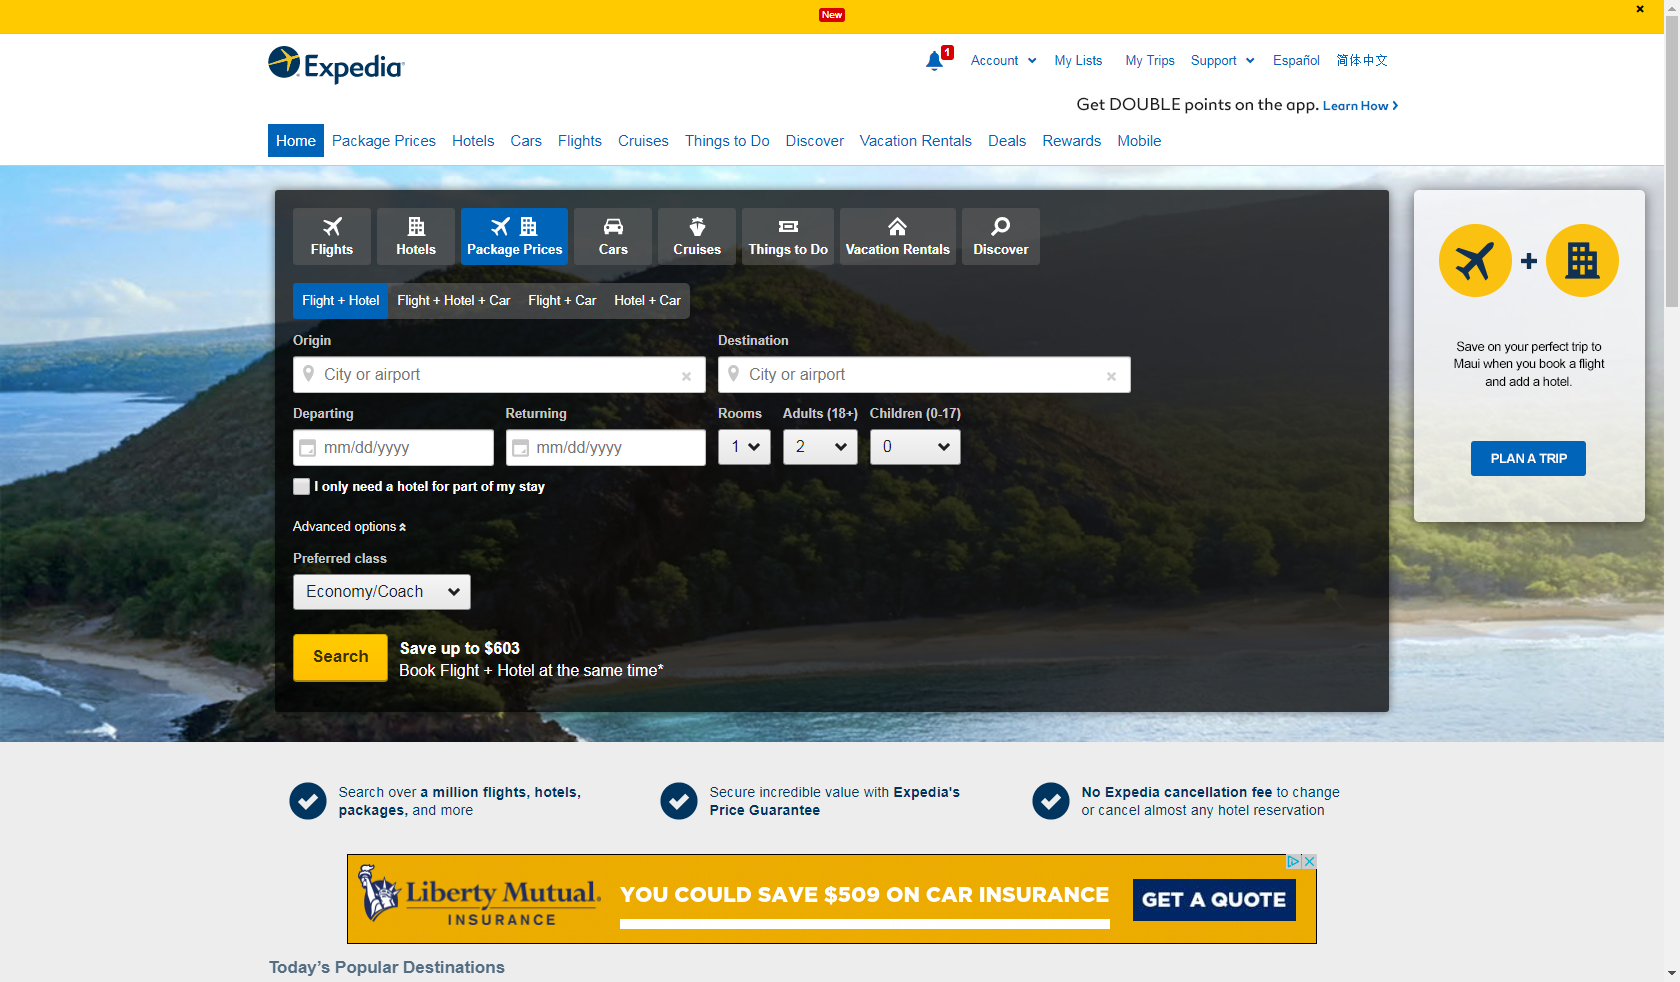 New
Expedia
1
Account
My Lists
My Trips
Support
Español
简体中文
Get DOUBLE points on the app. Learn How
Home
Package Prices
Hotels
Cars
Flights
Cruises
Things to Do
Discover
Vacation Rentals
Deals
Rewards
Mobile
Flights
Hotels
Package Prices
Cars
Cruises
Things to Do
Vacation Rentals
Discover
Flight + Hotel
Flight + Hotel + Car
Flight + Car
Hotel + Car
Origin
Destination
City or airport
City or airport
Departing
Returning
Rooms
Adults (18+)
Children (0-17)
mm/dd/yyyy
mm/dd/yyyy
1
2
0
I only need a hotel for part of my stay
Advanced options
Preferred class
Economy/Coach
Search
Save up to $603
Book Flight + Hotel at the same time*
Save on your perfect trip to
Maui when you book a flight
and add a hotel.
PLAN A TRIP
Search over a million flights, hotels,
packages, and more
Secure incredible value with Expedia's
Price Guarantee
No Expedia cancellation fee to change
or cancel almost any hotel reservation
Liberty Mutual.
INSURANCE
YOU COULD SAVE $509 ON CAR INSURANCE
GET A QUOTE
Today's Popular Destinations